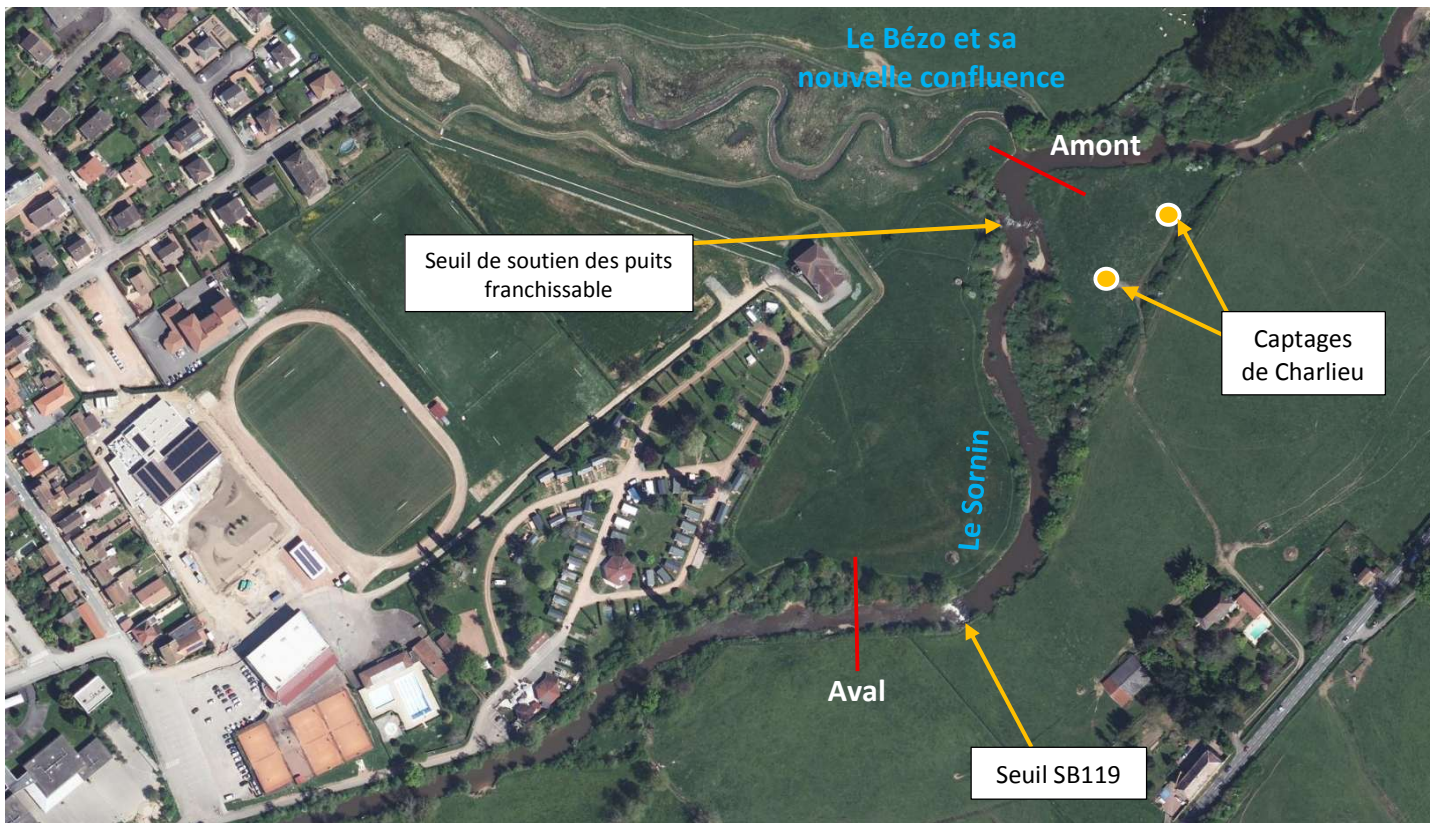 Le Bézo et sa
nouvelle confluence
Amont
Seuil de soutien des puits
franchissable
Captages
de Charlieu
Le Sornin
Aval
Seuil SB119